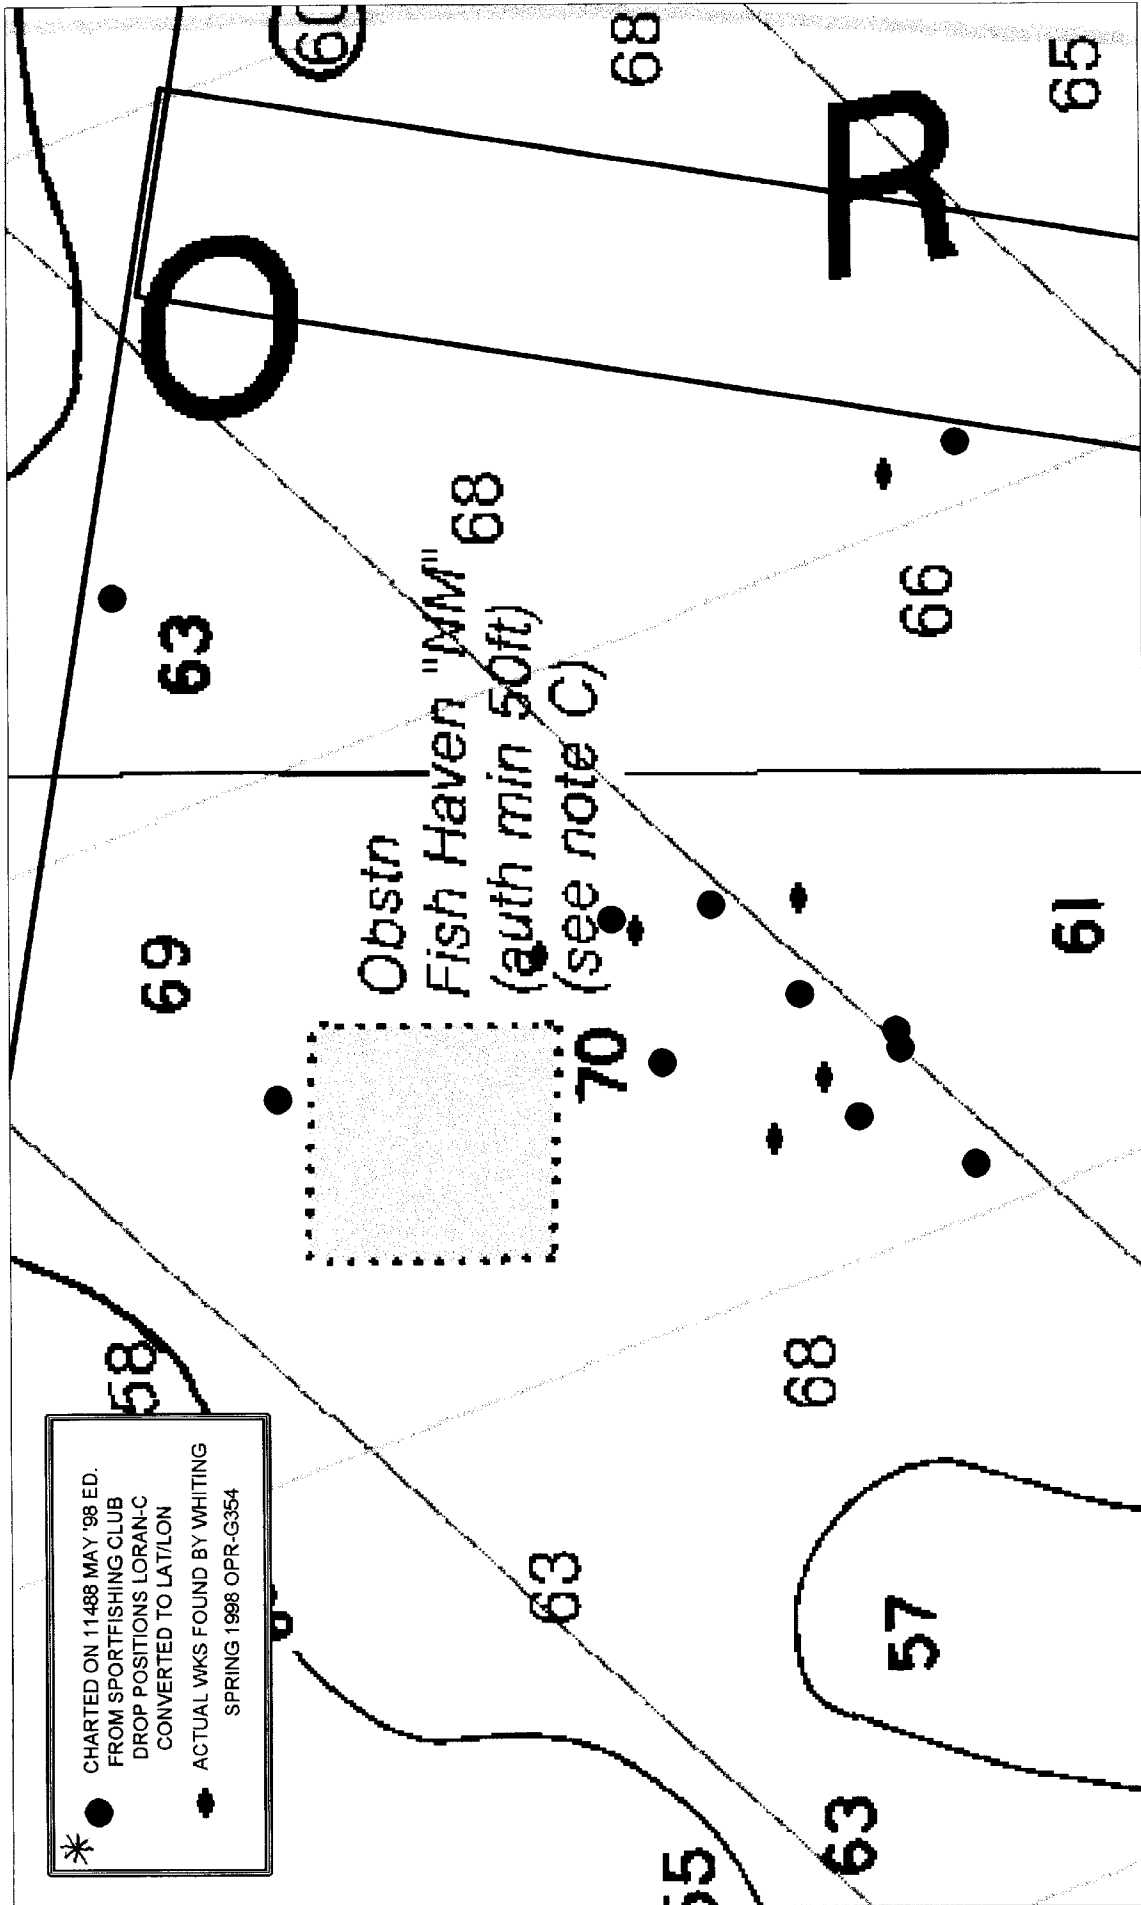 CHARTED ON 11488 MAY '98 ED.
FROM SPORTFISHING CLUB
DROP POSITIONS LORAN-C
CONVERTED TO LAT/LON
ACTUAL WKS FOUND BY WHITING
SPRING 1998 OPR-G354
58
69
63
O
60
Obstn
Fish Haven "MM"
(auth min 50ft)
(see note C)
68
63
70
68
55
68
63
57
66
R
61
65